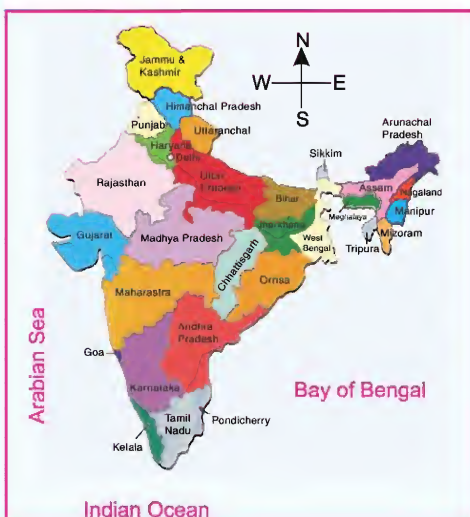 N
W
E
S
Jammu &
Kashmir
Himanchal Pradesh
Punjab
Uttaranchal
Haryana
Delhi
Arunachal
Pradesh
Sikkim
Rajasthan
Uttar
Pradesh
Assam
Nagaland
Bihar
Meghalaya
Manipur
Gujarat
Madhya Pradesh
Jharkhand
West
Bengal
Tripura
Mizoram
Chhattisgarh
Maharastra
Orrisa
Andhra
Pradesh
Goa
Arabian Sea
Bay of Bengal
Karnataka
Tamil
Nadu
Pondicherry
Kelala
Indian Ocean